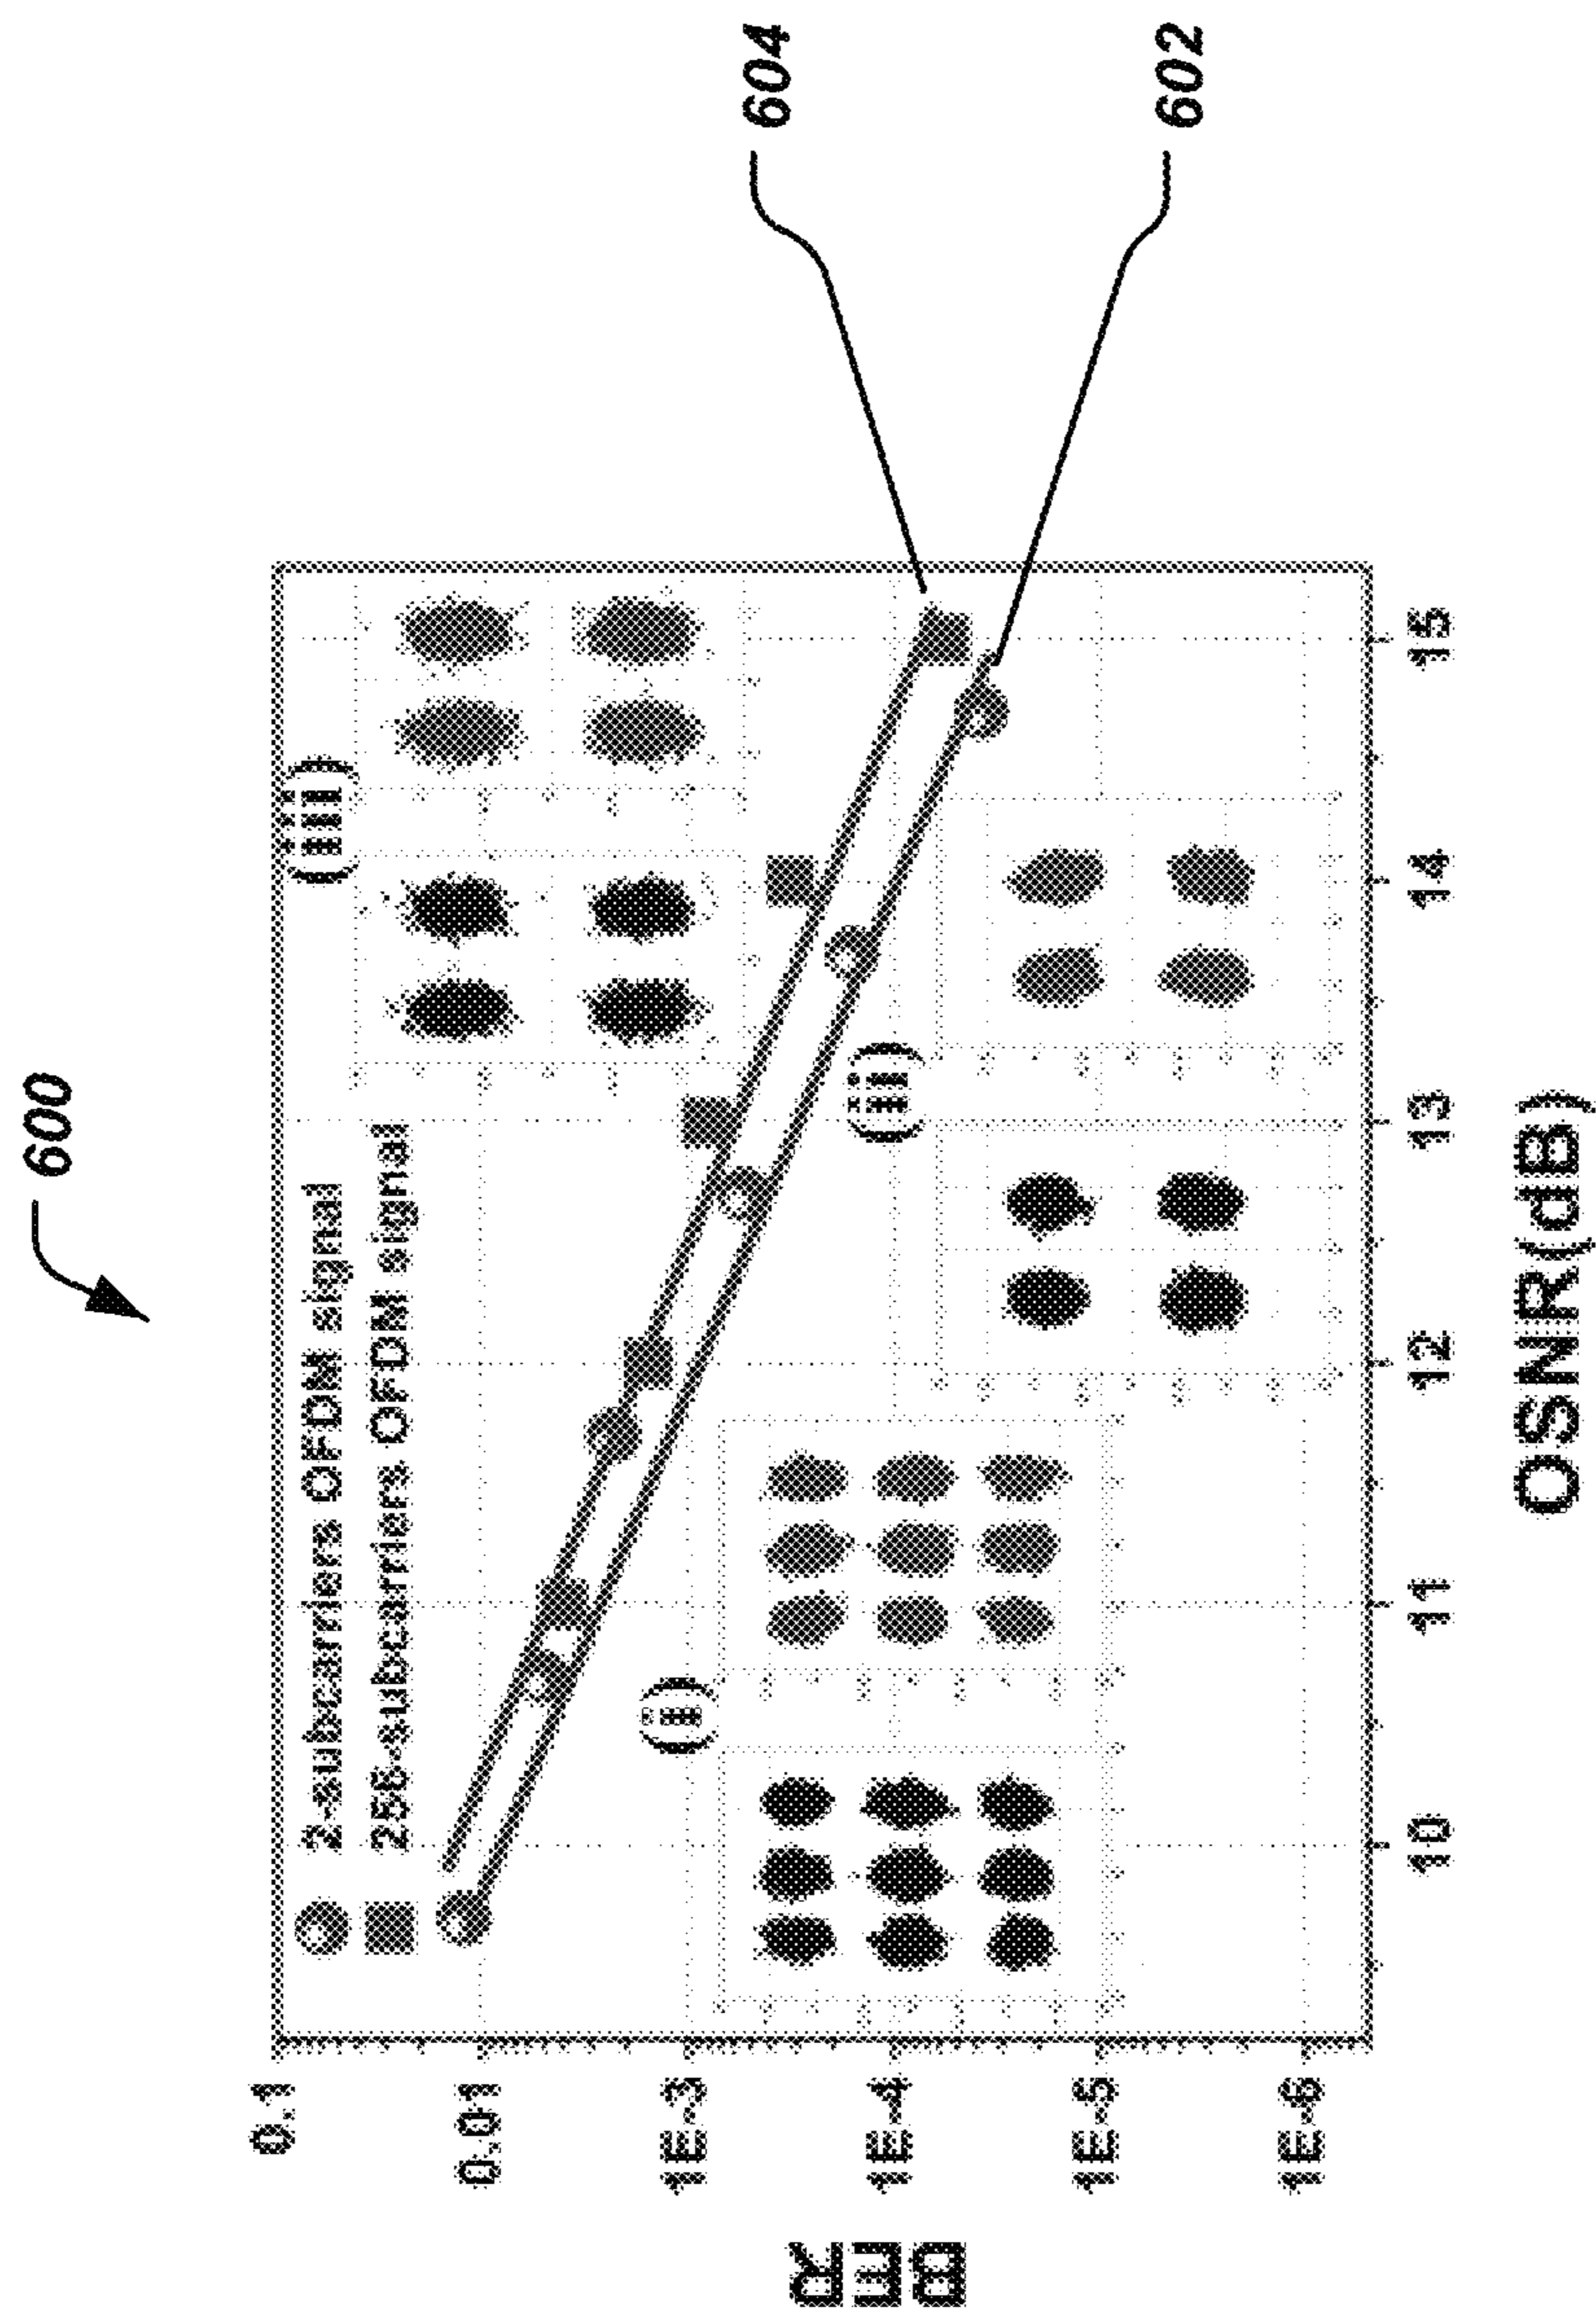 600
2-subcarriers OFDM signal
256-subcarriers OFDM signal
(iii)
(i)
(ii)
604
602
0.1
0.01
1E-3
1E-4
1E-5
1E-6
BER
10
11
12
13
14
15
OSNR(dB)